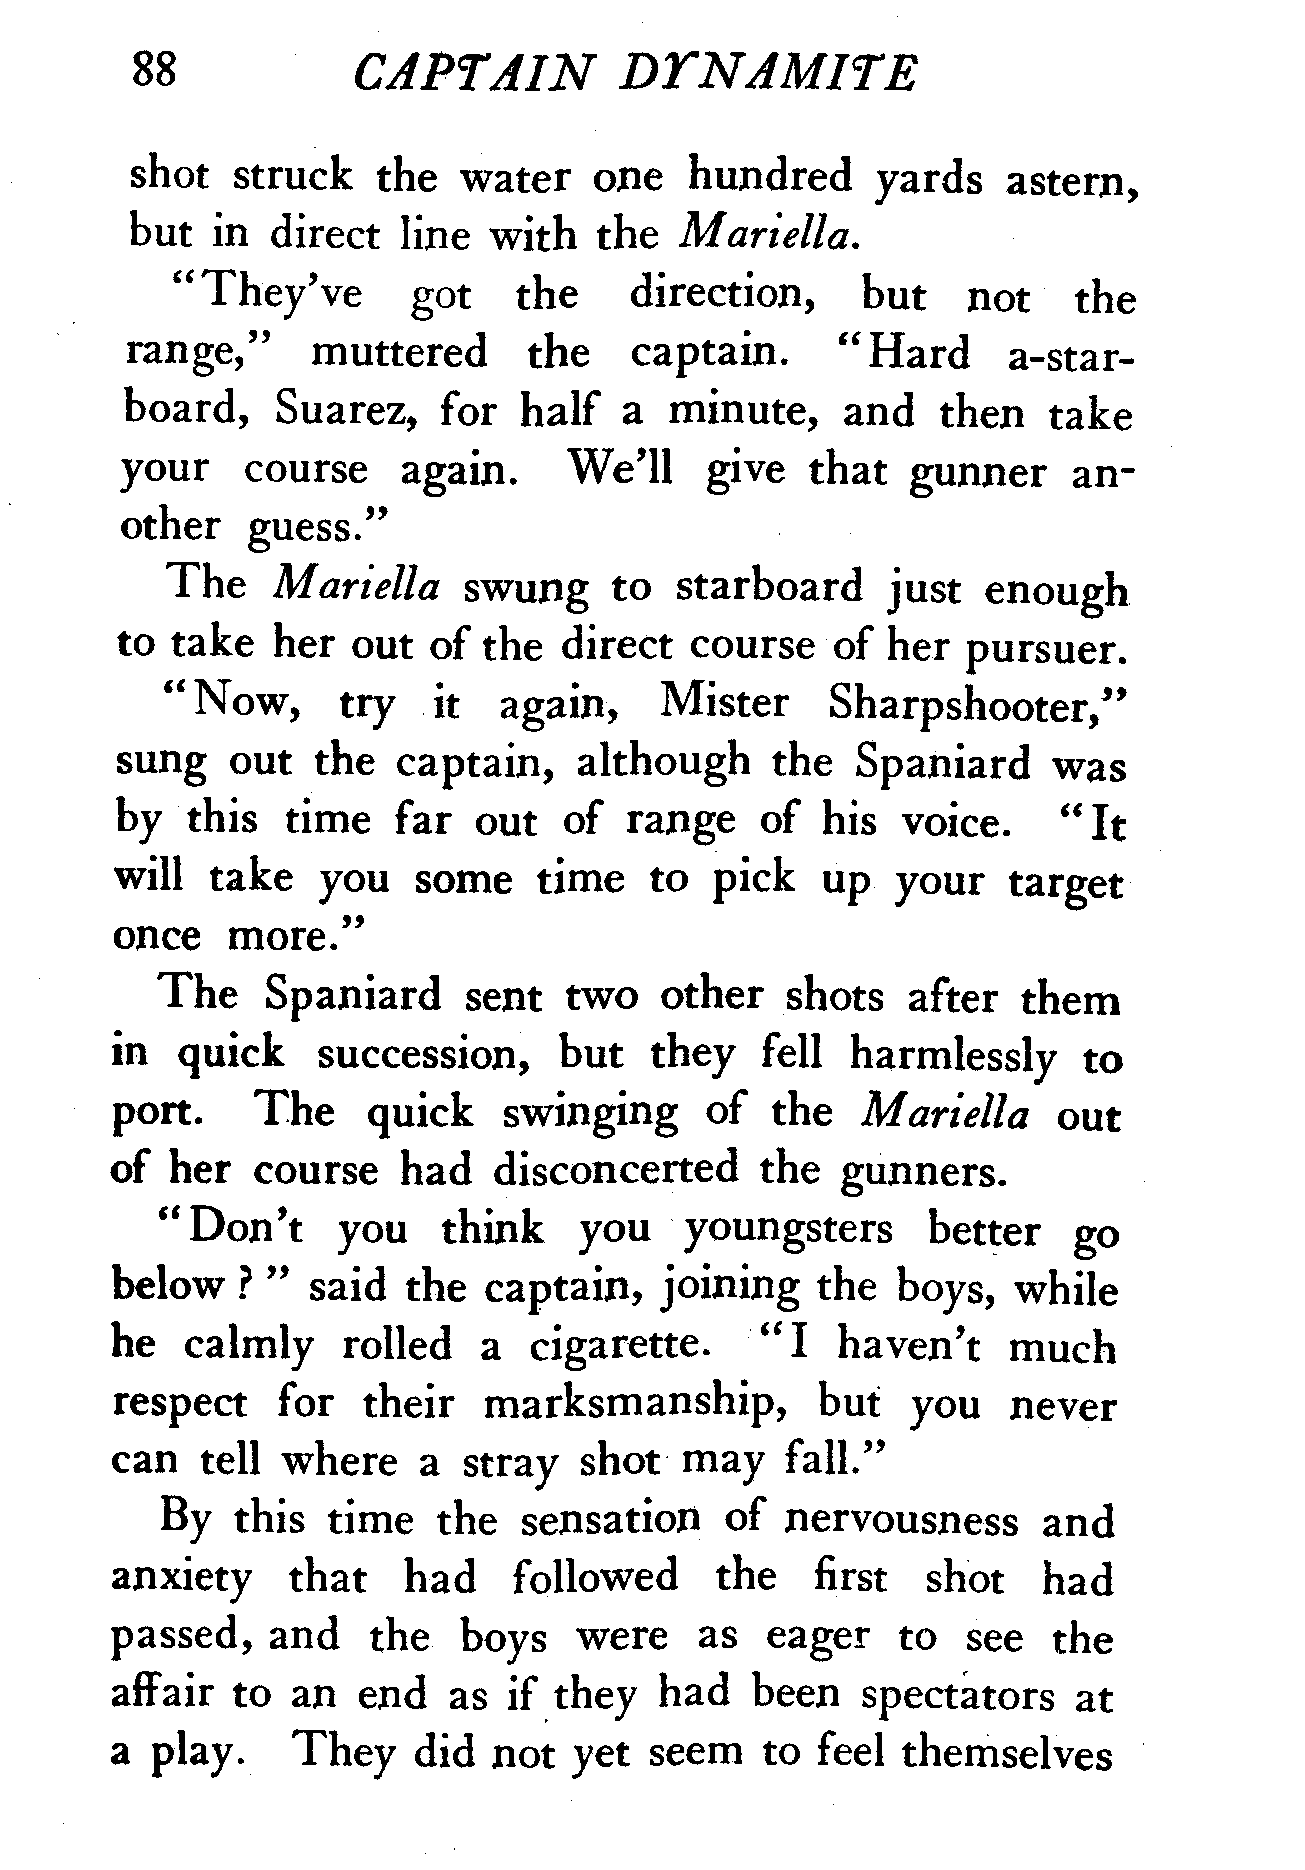 88 CAPTAIN DYNAMITE
shot struck the water one hundred yards astern,
but in direct line with the Mariella.
"They've got the direction, but not the
range," muttered the captain. "Hard a-star-
board, Suarez, for half a minute, and then take
your course again. We'll give that gunner an-
other guess."
The Mariella swung to starboard just enough
to take her out of the direct course of her pursuer.
"Now, try it again, Mister Sharpshooter,"
sung out the captain, although the Spaniard was
by this time far out of range of his voice. "It
will take you some time to pick up your target
once more."
The Spaniard sent two other shots after them
in quick succession, but they fell harmlessly to
port. The quick swinging of the Mariella out
of her course had disconcerted the gunners.
"Don't you think you youngsters better go
below?" said the captain, joining the boys, while
he calmly rolled a cigarette. "I haven't much
respect for their marksmanship, but you never
can tell where a stray shot may fall."
By this time the sensation of nervousness and
anxiety that had followed the first shot had
passed, and the boys were as eager to see the
affair to an end as if they had been spectators at
a play. They did not yet seem to feel themselves